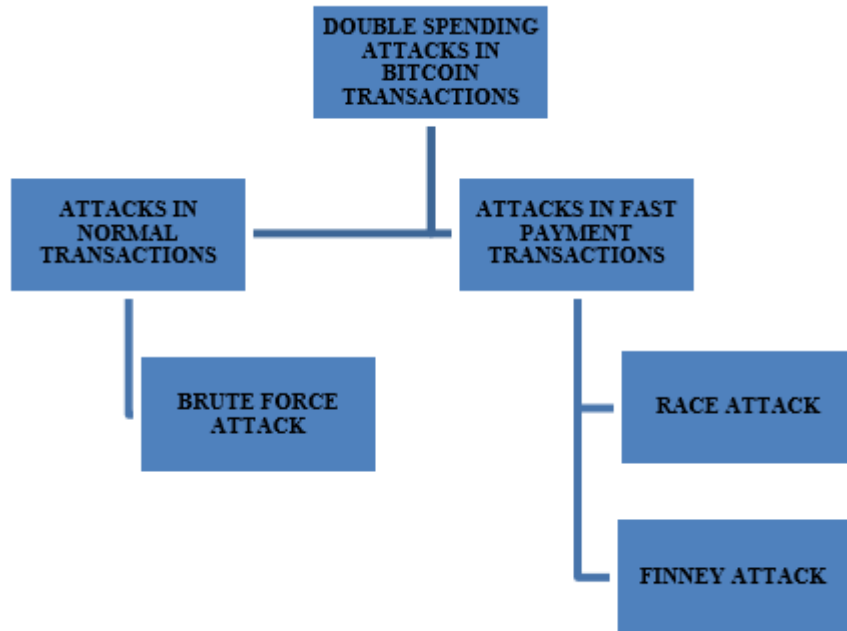 DOUBLE SPENDING
ATTACKS IN
BITCOIN
TRANSACTIONS
ATTACKS IN
NORMAL
TRANSACTIONS
ATTACKS IN FAST
PAYMENT
TRANSACTIONS
BRUTE FORCE
ATTACK
RACE ATTACK
FINNEY ATTACK